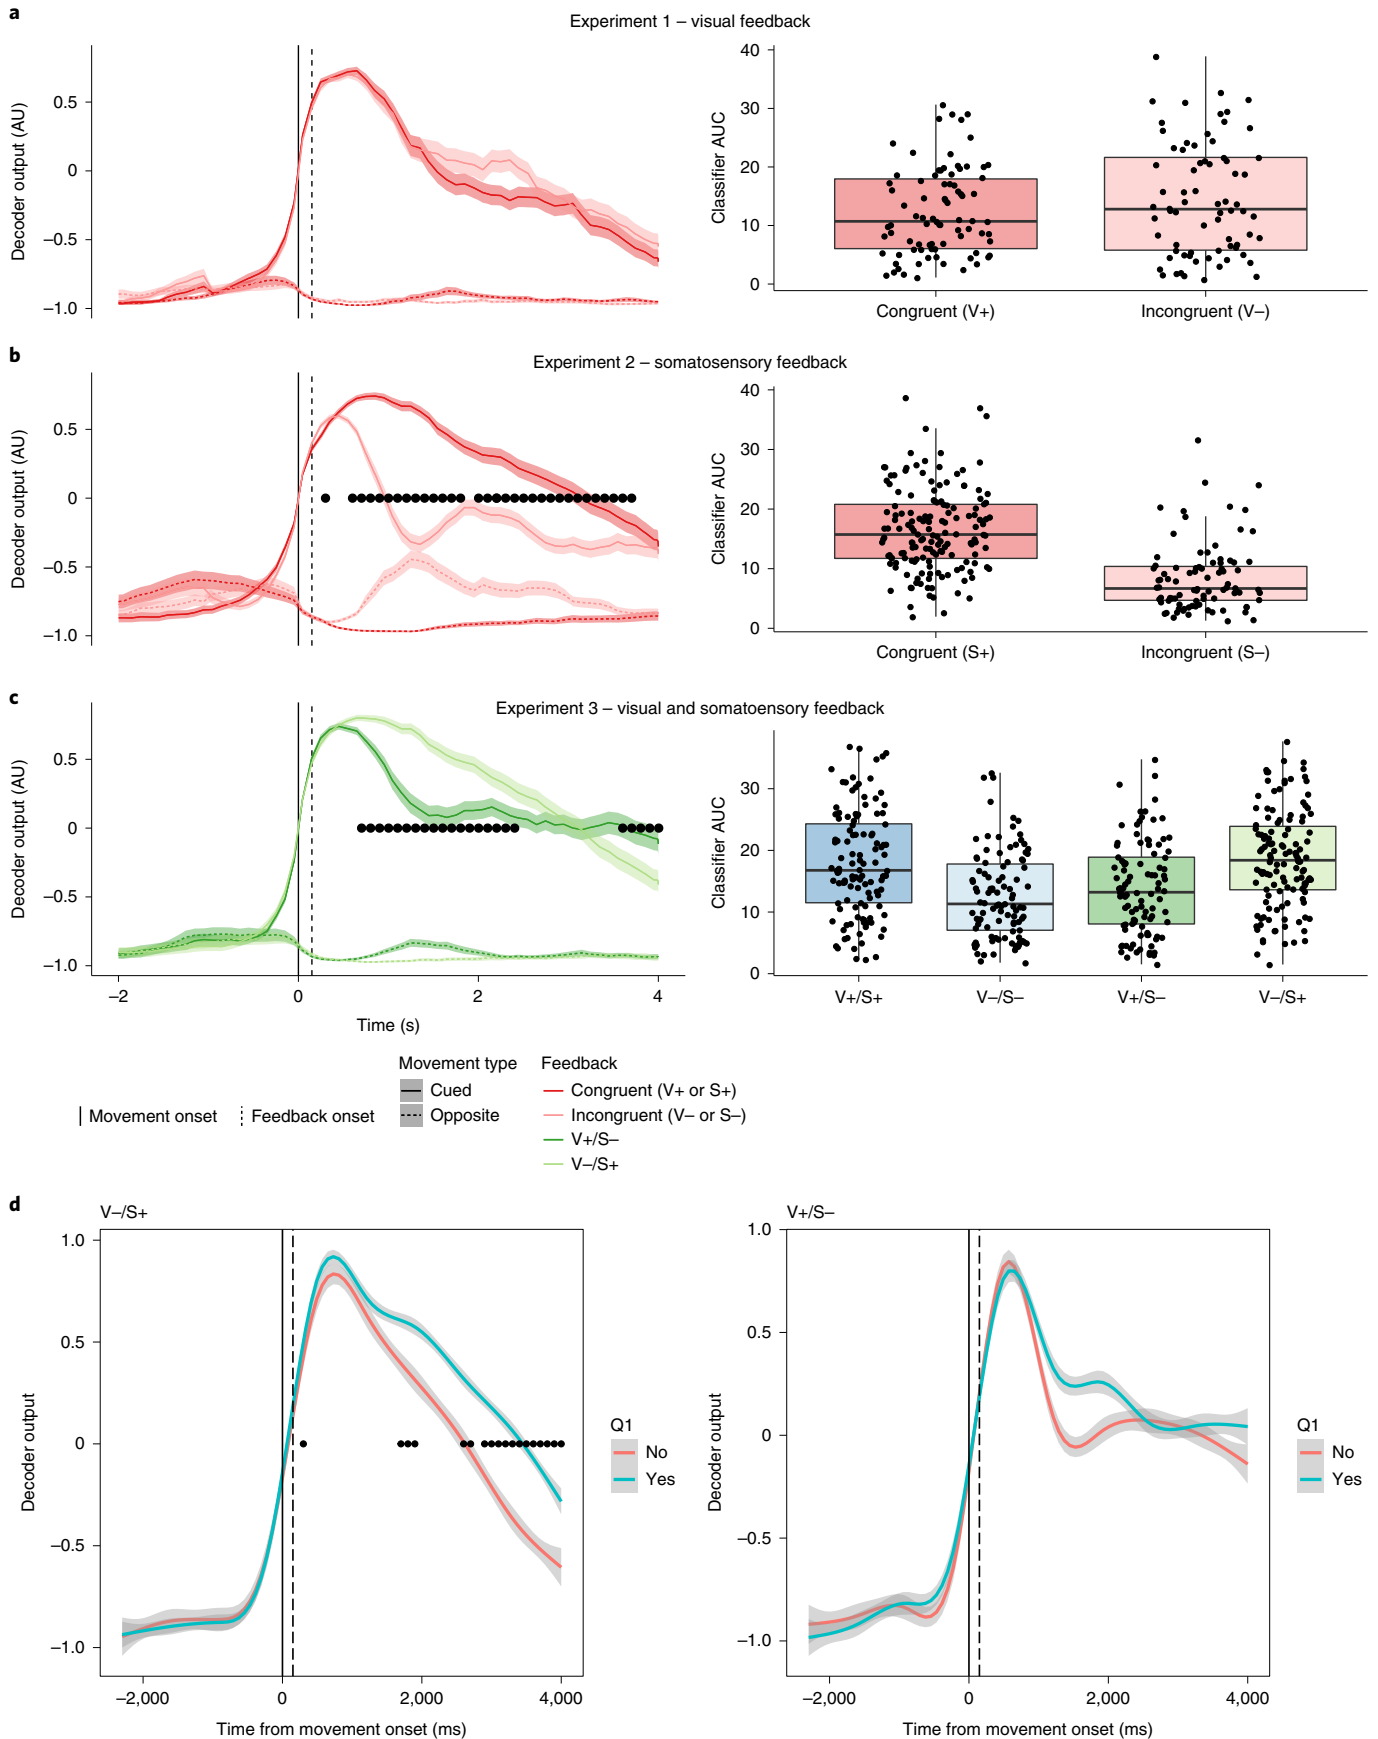 a
Experiment 1 – visual feedback
Decoder output (AU)
0.5
0
–0.5
–1.0
Classifier AUC
40
30
20
10
0
Congruent (V+)
Incongruent (V–)
b
Experiment 2 – somatosensory feedback
Decoder output (AU)
0.5
0
–0.5
–1.0
Classifier AUC
40
30
20
10
0
Congruent (S+)
Incongruent (S–)
c
Experiment 3 – visual and somatoensory feedback
Decoder output (AU)
0.5
0
–0.5
–1.0
–2
0
2
4
Time (s)
Classifier AUC
30
20
10
0
V+/S+
V–/S–
V+/S–
V–/S+
Movement onset
Feedback onset
Movement type
Cued
Opposite
Feedback
Congruent (V+ or S+)
Incongruent (V– or S–)
V+/S–
V–/S+
d
V–/S+
Decoder output
1.0
0.5
0
–0.5
–1.0
–2,000
0
2,000
4,000
Time from movement onset (ms)
Q1
No
Yes
V+/S–
Decoder output
1.0
0.5
0
–0.5
–1.0
–2,000
0
2,000
4,000
Time from movement onset (ms)
Q1
No
Yes